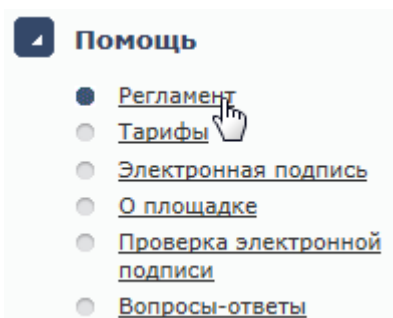 Помощь
Регламент
Тарифы
Электронная подпись
О площадке
Проверка электронной
подписи
Вопросы-ответы